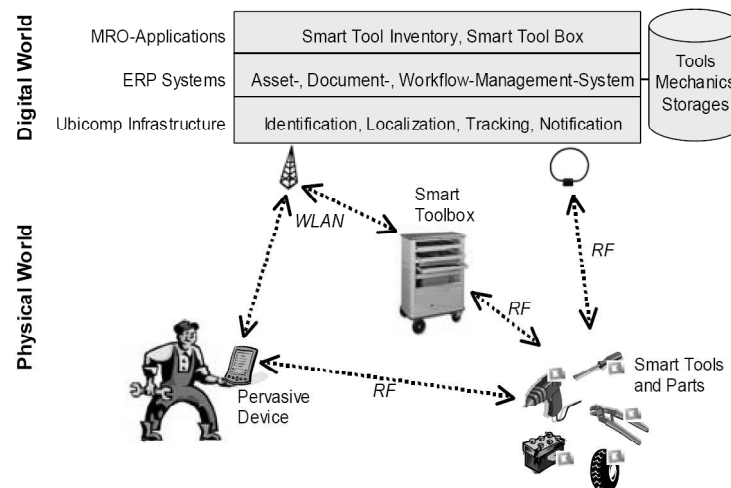 Digital World
MRO-Applications
Smart Tool Inventory, Smart Tool Box
ERP Systems
Asset-, Document-, Workflow-Management-System
Ubicomp Infrastructure
Identification, Localization, Tracking, Notification
Tools
Mechanics
Storages
Physical World
WLAN
Smart
Toolbox
RF
RF
RF
Pervasive
Device
Smart Tools
and Parts